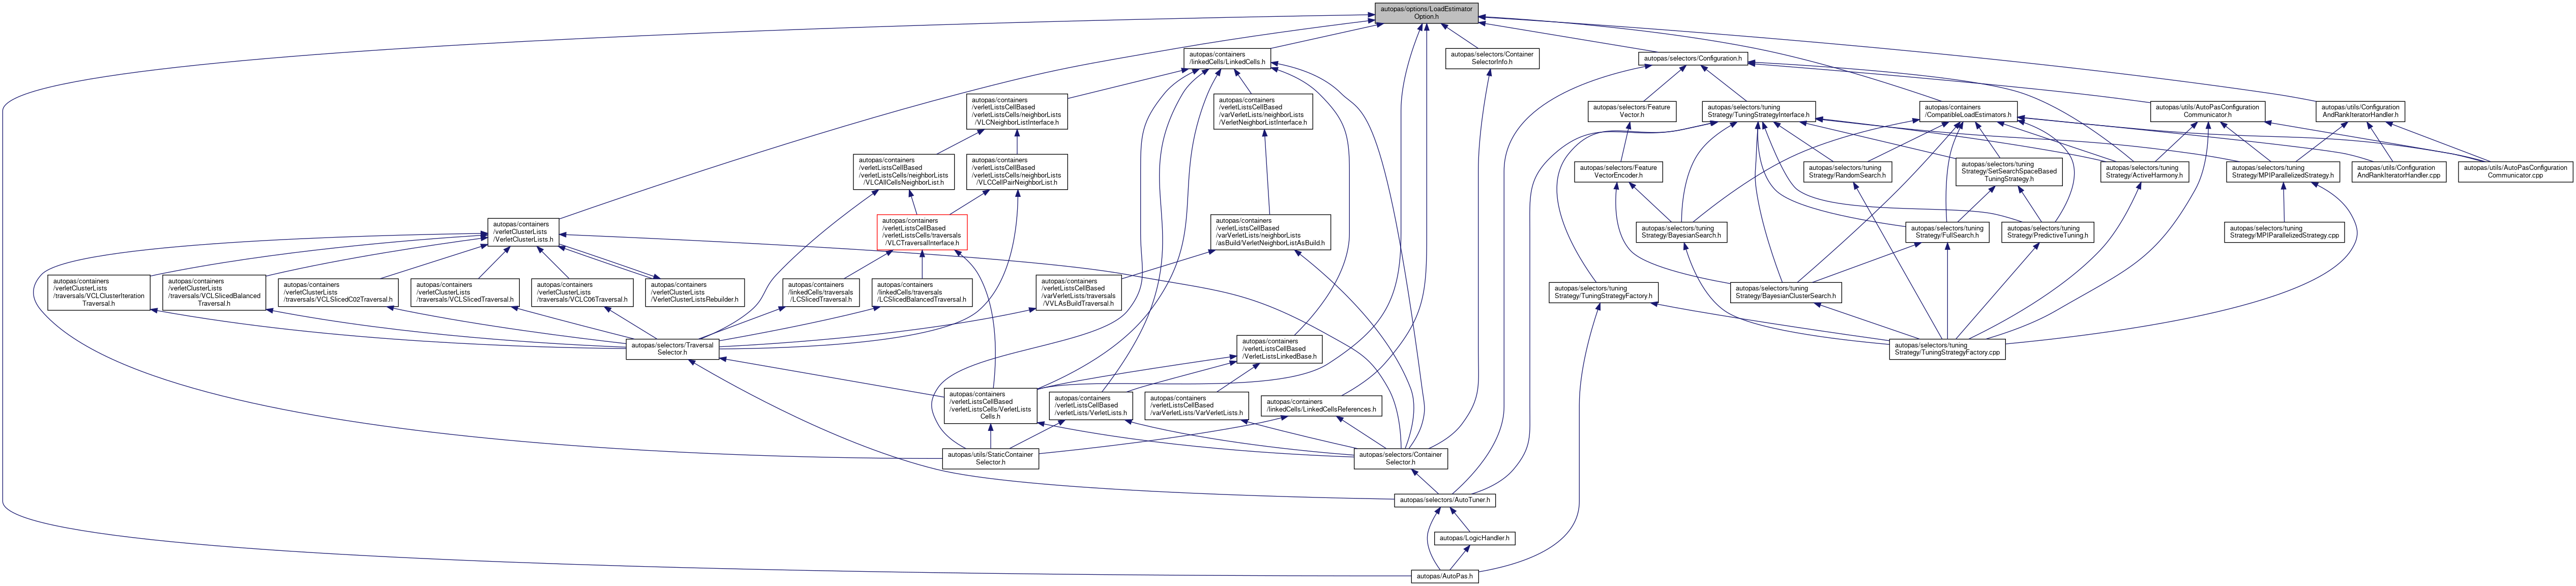 autopas/options/LoadEstimator
Option.h
autopas/containers
/linkedCells/LinkedCells.h
autopas/selectors/Container
SelectorInfo.h
autopas/selectors/Configuration.h
autopas/containers
/verletListsCellBased
/verletListsCells/neighborLists
/VLCNeighborListInterface.h
autopas/containers
/verletListsCellBased
/varVerletLists/neighborLists
/VerletNeighborListInterface.h
autopas/selectors/Feature
Vector.h
autopas/selectors/tuning
Strategy/TuningStrategyInterface.h
autopas/containers
/CompatibleLoadEstimators.h
autopas/utils/AutoPasConfiguration
Communicator.h
autopas/utils/Configuration
AndRankIteratorHandler.h
autopas/containers
/verletListsCellBased
/verletListsCells/neighborLists
/VLCAllCellsNeighborList.h
autopas/containers
/verletListsCellBased
/verletListsCells/neighborLists
/VLCCellPairNeighborList.h
autopas/selectors/Feature
VectorEncoder.h
autopas/selectors/tuning
Strategy/RandomSearch.h
autopas/selectors/tuning
Strategy/SetSearchSpaceBased
TuningStrategy.h
autopas/selectors/tuning
Strategy/ActiveHarmony.h
autopas/selectors/tuning
Strategy/MPIParallelizedStrategy.h
autopas/utils/Configuration
AndRankIteratorHandler.cpp
autopas/utils/AutoPasConfiguration
Communicator.cpp
autopas/containers
/verletClusterLists
/VerletClusterLists.h
autopas/containers
/verletListsCellBased
/verletListsCells/traversals
/VLCTraversalInterface.h
autopas/containers
/verletListsCellBased
/varVerletLists/neighborLists
/asBuild/VerletNeighborListAsBuild.h
autopas/selectors/tuning
Strategy/BayesianSearch.h
autopas/selectors/tuning
Strategy/FullSearch.h
autopas/selectors/tuning
Strategy/PredictiveTuning.h
autopas/selectors/tuning
Strategy/MPIParallelizedStrategy.cpp
autopas/containers
/verletClusterLists
/traversals/VCLClusterIteration
Traversal.h
autopas/containers
/verletClusterLists
/traversals/VCLSlicedBalanced
Traversal.h
autopas/containers
/verletClusterLists
/traversals/VCLSlicedC02Traversal.h
autopas/containers
/verletClusterLists
/traversals/VCLSlicedTraversal.h
autopas/containers
/verletClusterLists
/traversals/VCLC06Traversal.h
autopas/containers
/verletClusterLists
/VerletClusterListsRebuilder.h
autopas/containers
/linkedCells/traversals
/LCSlicedTraversal.h
autopas/containers
/linkedCells/traversals
/LCSlicedBalancedTraversal.h
autopas/containers
/verletListsCellBased
/varVerletLists/traversals
/VVLAsBuildTraversal.h
autopas/selectors/tuning
Strategy/TuningStrategyFactory.h
autopas/selectors/tuning
Strategy/BayesianClusterSearch.h
autopas/selectors/Traversal
Selector.h
autopas/containers
/verletListsCellBased
/VerletListsLinkedBase.h
autopas/selectors/tuning
Strategy/TuningStrategyFactory.cpp
autopas/containers
/verletListsCellBased
/verletListsCells/VerletLists
Cells.h
autopas/containers
/verletListsCellBased
/verletLists/VerletLists.h
autopas/containers
/verletListsCellBased
/varVerletLists/VarVerletLists.h
autopas/containers
/linkedCells/LinkedCellsReferences.h
autopas/utils/StaticContainer
Selector.h
autopas/selectors/Container
Selector.h
autopas/selectors/AutoTuner.h
autopas/LogicHandler.h
autopas/AutoPas.h